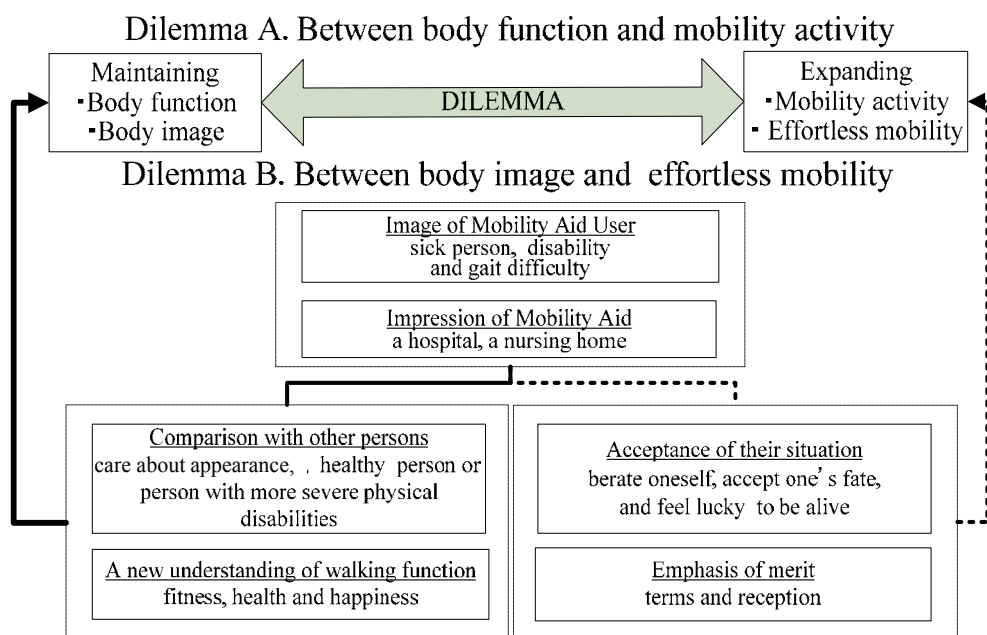 Dilemma A. Between body function and mobility activity
Maintaining
▪Body function
▪Body image
DILEMMA
Expanding
▪Mobility activity
▪ Effortless mobility
Dilemma B. Between body image and effortless mobility
Image of Mobility Aid User
sick person, disability
and gait difficulty
Impression of Mobility Aid
a hospital, a nursing home
Comparison with other persons
care about appearance, , healthy person or
person with more severe physical
disabilities
A new understanding of walking function
fitness, health and happiness
Acceptance of their situation
berate oneself, accept one’s fate,
and feel lucky to be alive
Emphasis of merit
terms and reception